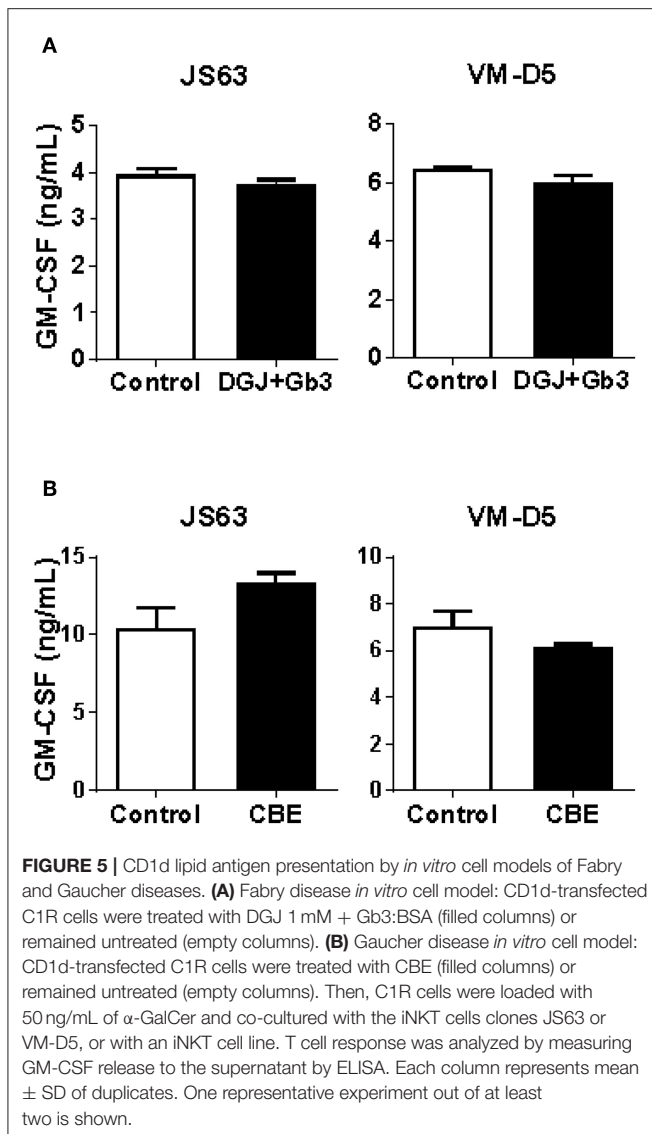 A
JS63
VM-D5
GM-CSF (ng/mL)
5
4
3
2
1
0
8
6
4
2
0
Control DGJ+Gb3
Control DGJ+Gb3
B
JS63
VM-D5
GM-CSF (ng/mL)
15
10
5
0
10
8
6
4
2
0
Control CBE
Control CBE
FIGURE 5 | CD1d lipid antigen presentation by in vitro cell models of Fabry
and Gaucher diseases. (A) Fabry disease in vitro cell model: CD1d-transfected
C1R cells were treated with DGJ 1 mM + Gb3:BSA (filled columns) or
remained untreated (empty columns). (B) Gaucher disease in vitro cell model:
CD1d-transfected C1R cells were treated with CBE (filled columns) or
remained untreated (empty columns). Then, C1R cells were loaded with
50 ng/mL of α-GalCer and co-cultured with the iNKT cells clones JS63 or
VM-D5, or with an iNKT cell line. T cell response was analyzed by measuring
GM-CSF release to the supernatant by ELISA. Each column represents mean
± SD of duplicates. One representative experiment out of at least
two is shown.